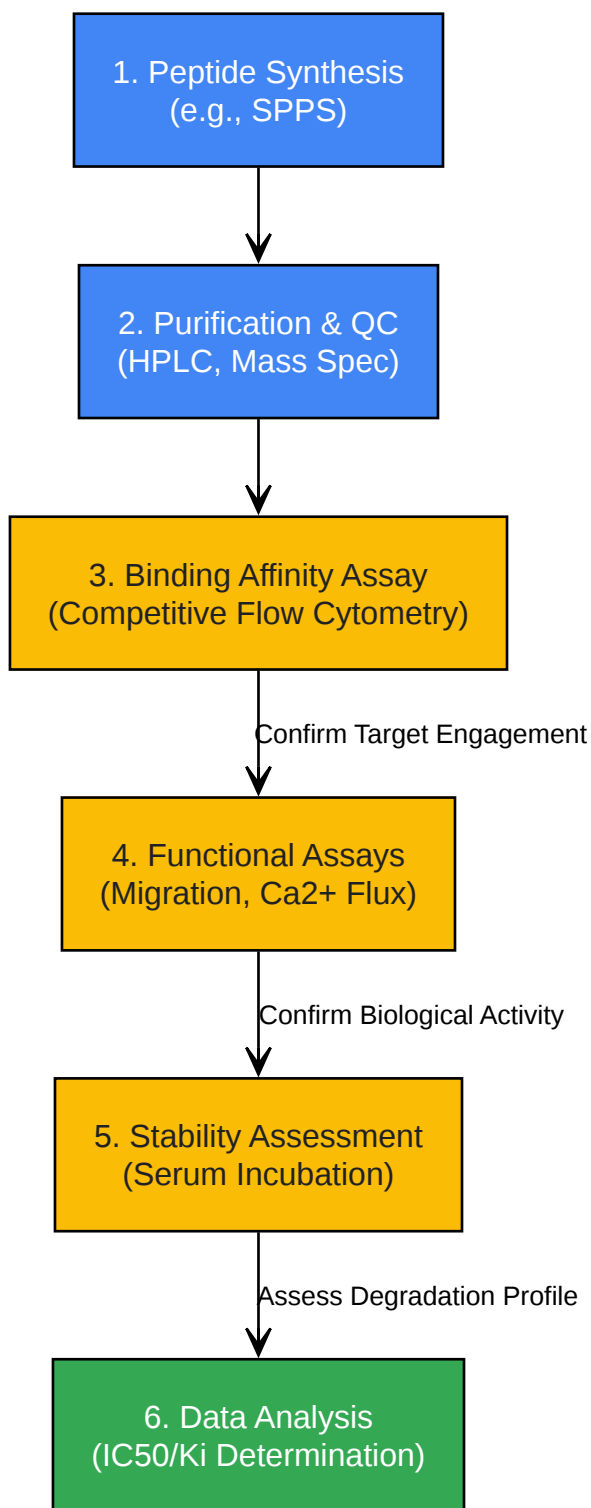 1. Peptide Synthesis
(e.g., SPPS)
2. Purification & QC
(HPLC, Mass Spec)
3. Binding Affinity Assay
(Competitive Flow Cytometry)
Confirm Target Engagement
4. Functional Assays
(Migration, Ca2+ Flux)
Confirm Biological Activity
5. Stability Assessment
(Serum Incubation)
Assess Degradation Profile
6. Data Analysis
(IC50/Ki Determination)